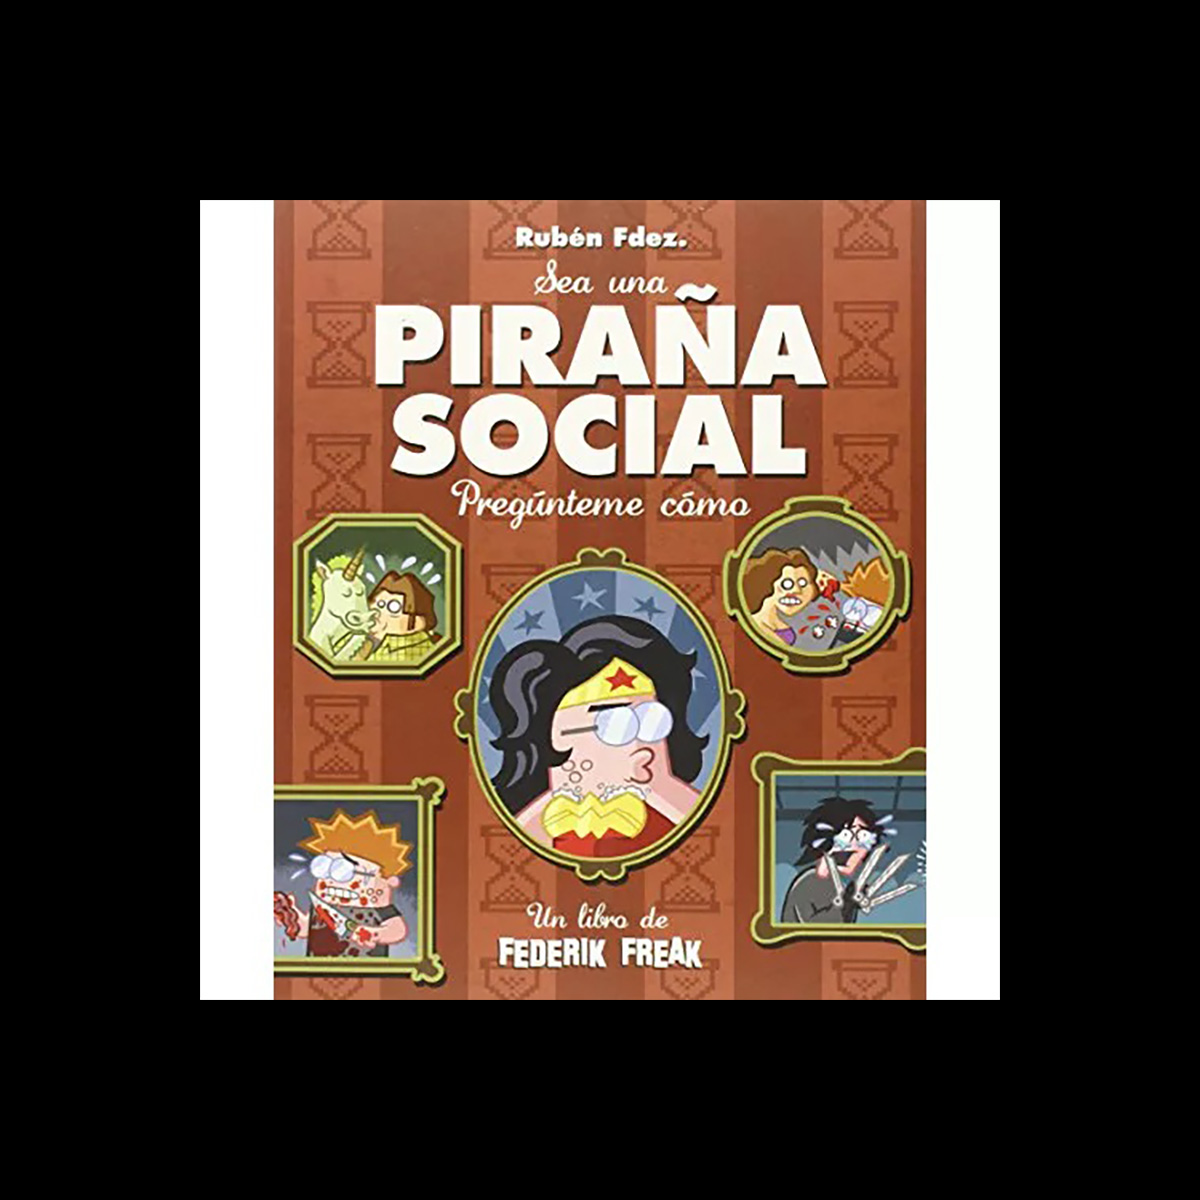 Rubén Fdez.
Sea una
PIRAÑA
SOCIAL
Pregúnteme cómo
Un libro de
FEDERIK FREAK